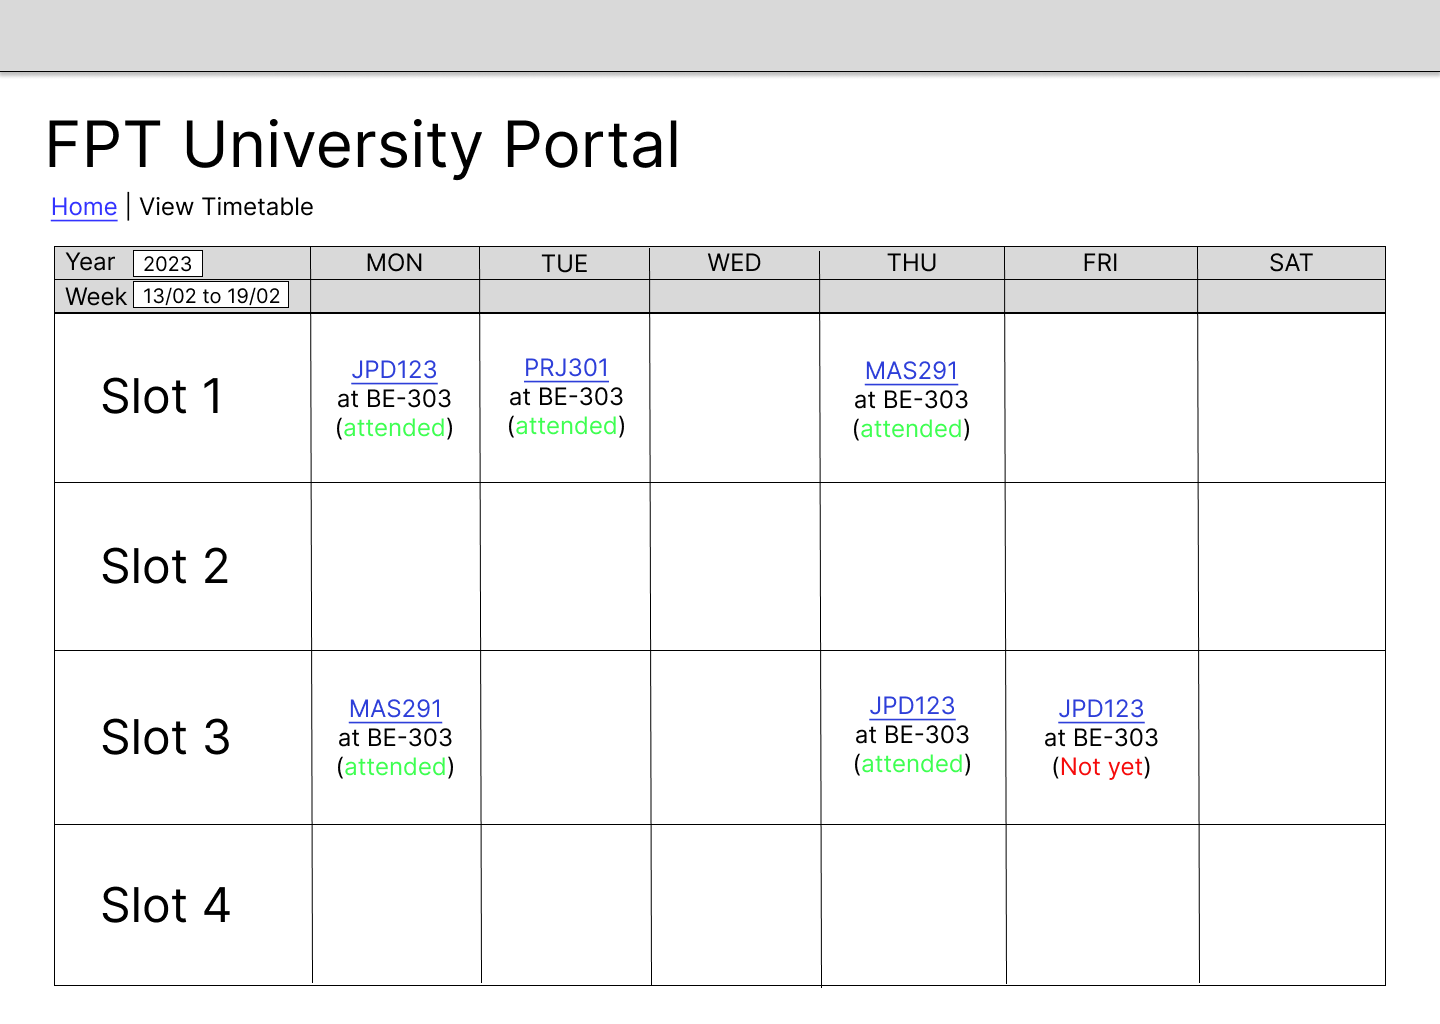 FPT University Portal
Home | View Timetable
Year 2023 MON TUE WED THU FRI SAT
Week 13/02 to 19/02
Slot 1
JPD123
at BE-303
(attended)
PRJ301
at BE-303
(attended)
MAS291
at BE-303
(attended)
Slot 2
Slot 3
MAS291
at BE-303
(attended)
JPD123
at BE-303
(attended)
JPD123
at BE-303
(Not yet)
Slot 4